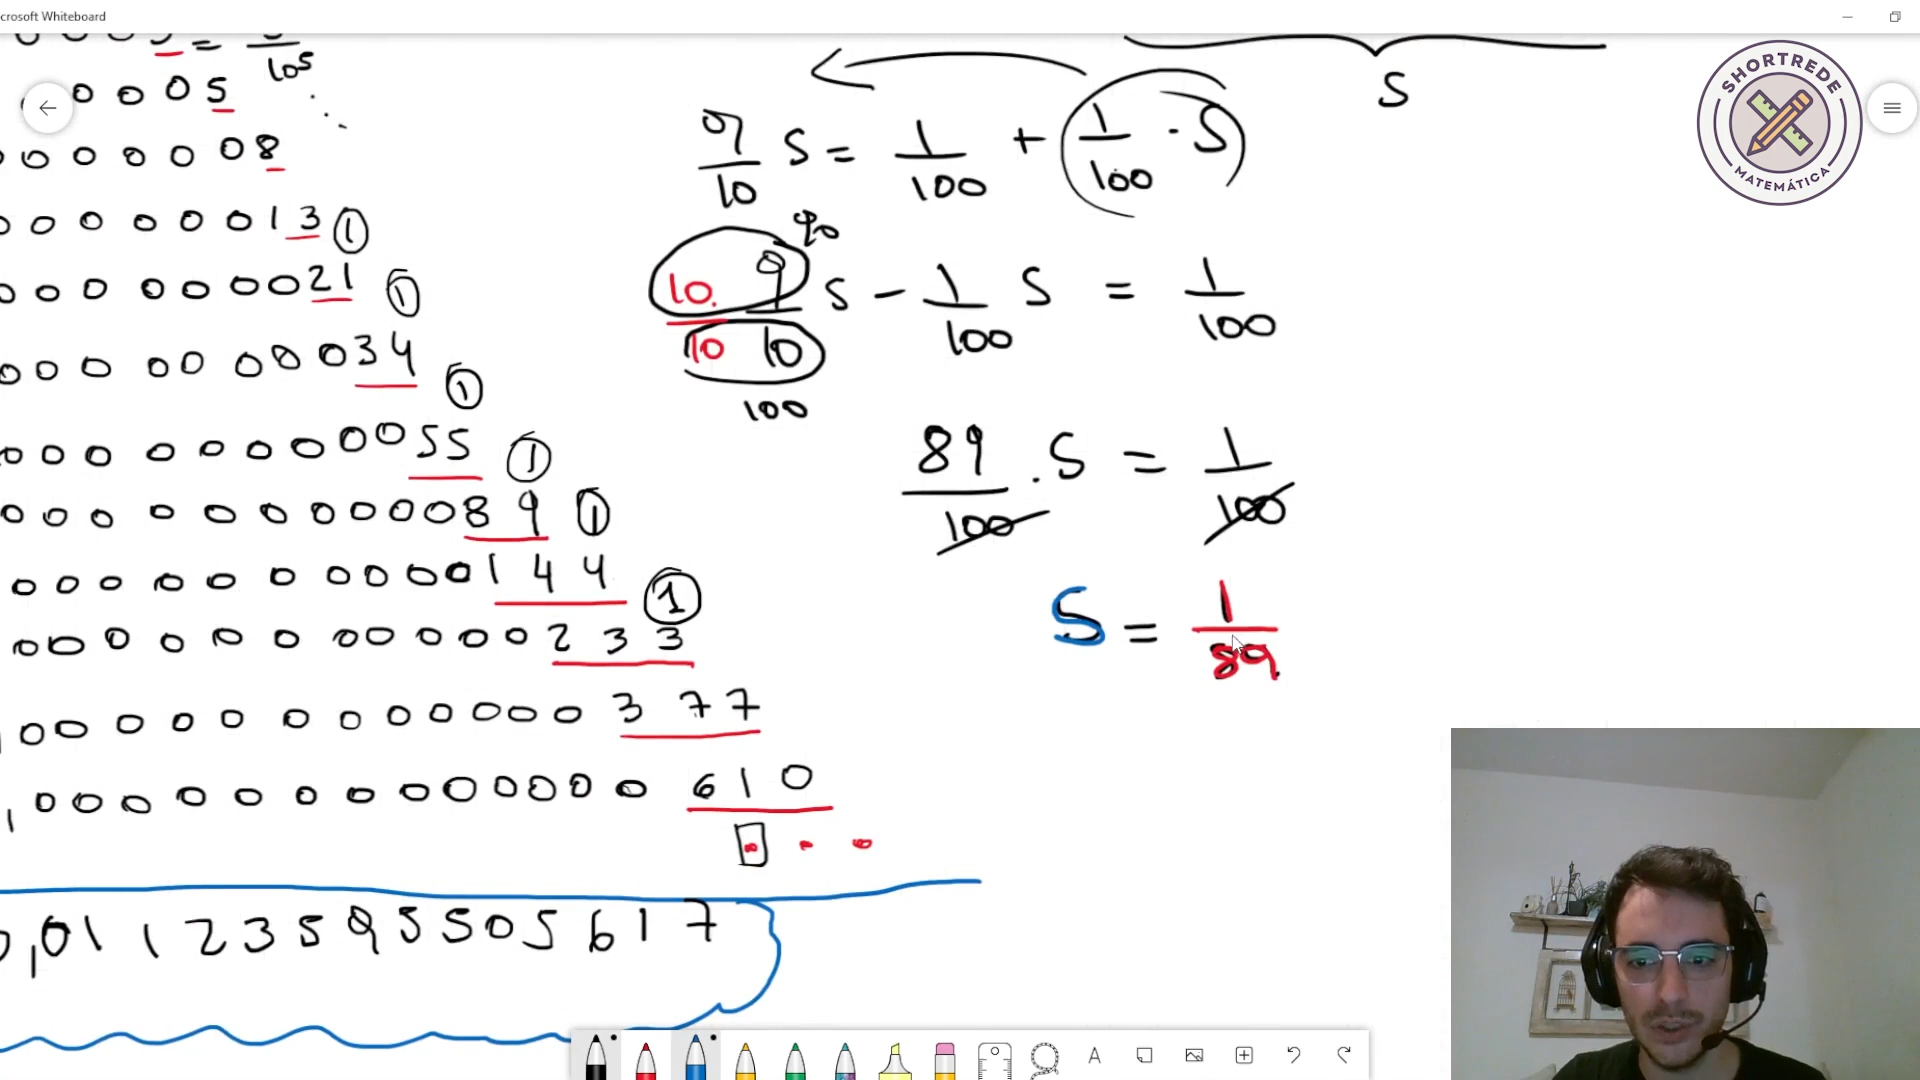 crosoft Whiteboard
SHORTREDE
MATEMÁTICA
10⁵
0 0 0 5
0 0 0 0 0 8
0 0 0 0 0 0 1 3 1
0 0 0 0 0 0 0 0 2 1 1
0 0 0 0 0 0 0 0 3 4 1
0 0 0 0 0 0 0 0 0 5 5 1
0 0 0 0 0 0 0 0 0 0 0 8 9 1
0 0 0 0 0 0 0 0 0 0 1 4 4 1
0 0 0 0 0 0 0 0 0 0 0 2 3 3
0 0 0 0 0 0 0 0 0 0 0 3 7 7
, 0 0 0 0 0 0 0 0 0 0 0 0 6 1 0
0,01 1 2 3 5 9 5 5 0 5 6 1 7
S
9/10 S = 1/100 + 1/100 · S
90
10. 9 / 10 10 S - 1/100 S = 1/100
100
89/100 . S = 1/100
S = 1/89
A